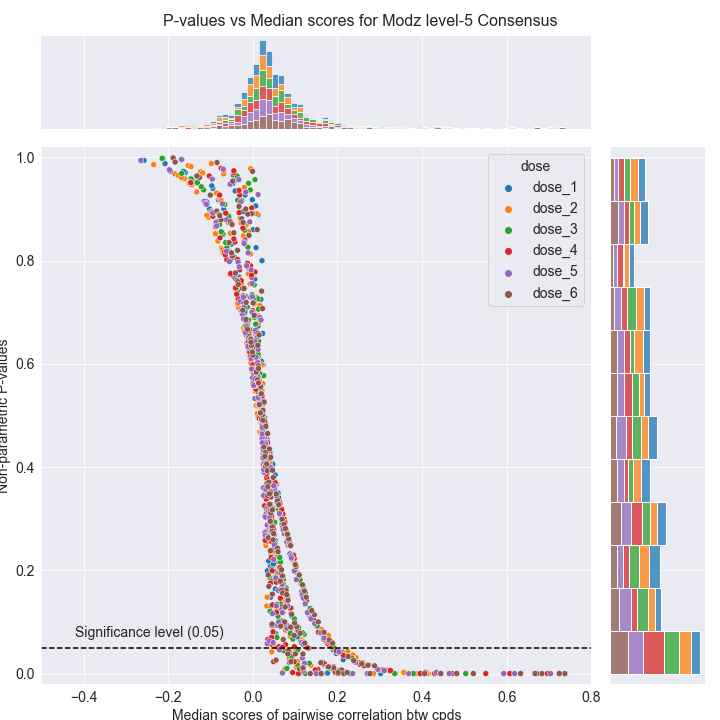 P-values vs Median scores for Modz level-5 Consensus
1.0
0.8
0.6
0.4
0.2
0.0
Non-parametric P-values
dose
dose_1
dose_2
dose_3
dose_4
dose_5
dose_6
Significance level (0.05)
−0.4 −0.2 0.0 0.2 0.4 0.6 0.8
Median scores of pairwise correlation btw cpds